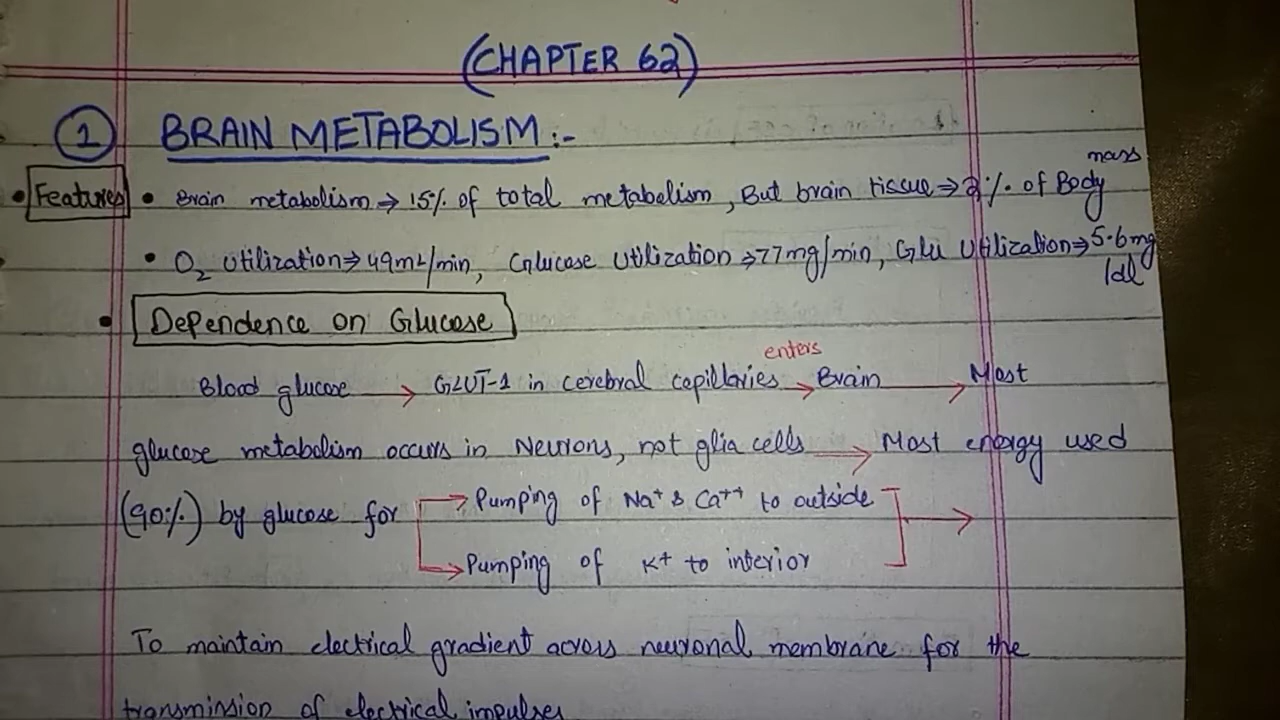 (CHAPTER 62)
1 BRAIN METABOLISM:-
• Features • Brain metabolism → 15% of total metabolism, But brain tissue ⇒ 2% of Body mass
• O2 utilization ⇒ 49mL/min, Glucose utilization → 77mg/min, Glu utilization ⇒ 5.6mg/dl
• Dependence on Glucose
Blood glucose → GLUT-1 in cerebral capillaries enters → Brain → Most
glucose metabolism occurs in Neurons, not glia cells → Most energy used
(90%) by glucose for → Pumping of Na+ & Ca++ to outside →
→ Pumping of K+ to interior
To maintain electrical gradient across neuronal membrane for the
transmission of electrical impulses